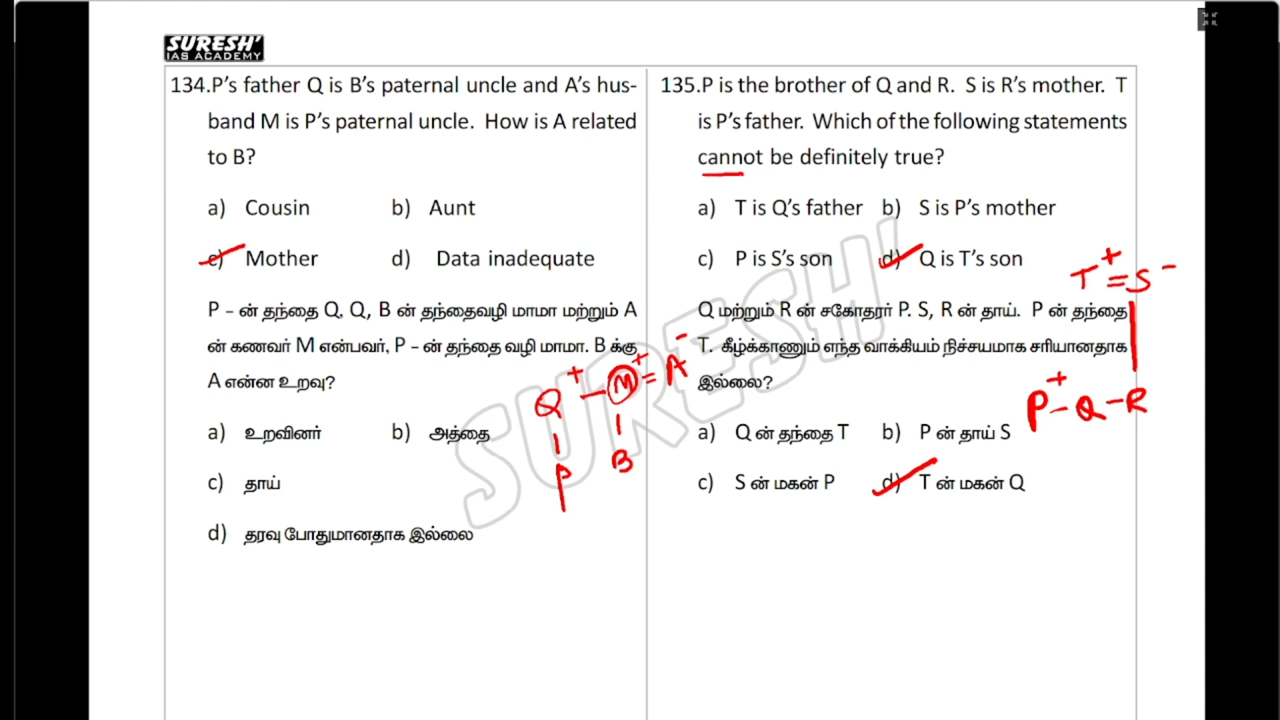 SURESH'
IAS ACADEMY
134.P's father Q is B's paternal uncle and A's hus-
band M is P's paternal uncle. How is A related
to B?
a) Cousin b) Aunt
c) Mother d) Data inadequate
P – ன் தந்தை Q, Q, B ன் தந்தைவழி மாமா மற்றும் A
ன் கணவர் M என்பவர், P – ன் தந்தை வழி மாமா. B க்கு
A என்ன உறவு?
a) உறவினர் b) அத்தை
c) தாய்
d) தரவு போதுமானதாக இல்லை
Q + – M + = A -
P B
135.P is the brother of Q and R. S is R's mother. T
is P's father. Which of the following statements
cannot be definitely true?
a) T is Q's father b) S is P's mother
c) P is S's son d) Q is T's son
Q மற்றும் R ன் சகோதரர் P. S, R ன் தாய். P ன் தந்தை
T. கீழ்க்காணும் எந்த வாக்கியம் நிச்சயமாக சரியானதாக
இல்லை?
a) Q ன் தந்தை T b) P ன் தாய் S
c) S ன் மகன் P d) T ன் மகன் Q
T + = S -
P + – Q – R
SURESH'